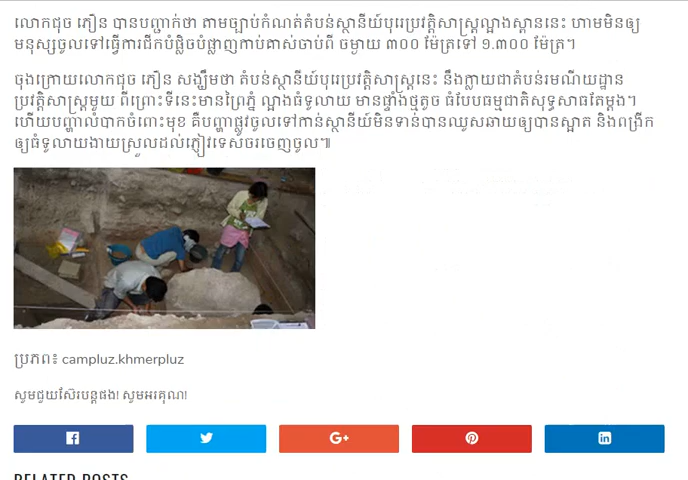 លោកជុច ភឿន បានបញ្ជាក់ថា តាមច្បាប់កំណត់តំបន់ស្ថានីយ៍បុរេប្រវត្តិសាស្ត្រល្អាងស្ពាននេះ ហាមមិនឲ្យ
មនុស្សចូលទៅធ្វើការជីកបំផ្លិចបំផ្លាញកាប់គាស់ចាប់ពី ចម្ងាយ ៣០០ ម៉ែត្រទៅ ១.៣០០ ម៉ែត្រ។
ចុងក្រោយលោកជុច ភឿន សង្ឃឹមថា តំបន់ស្ថានីយ៍បុរេប្រវត្តិសាស្ត្រនេះ នឹងក្លាយជាតំបន់រមណីយដ្ឋាន
ប្រវត្តិសាស្ត្រមួយ ពីព្រោះទីនេះមានព្រៃភ្នំ ល្អាងធំទូលាយ មានផ្ទាំងថ្មតូច ធំបែបធម្មជាតិសុទ្ធសាធតែម្ដង។
ហើយបញ្ហាលំបាកចំពោះមុខ គឺបញ្ហាផ្លូវចូលទៅកាន់ស្ថានីយ៍មិនទាន់បានឈូសឆាយឲ្យបានស្អាត និងពង្រីក
ឲ្យធំទូលាយងាយស្រួលដល់ភ្ញៀវទេសចរចេញចូល៕
ប្រភព៖ campluz.khmerpluz
សូមជួយស៊ែរបន្តផង! សូមអរគុណ!
G+
RELATED POSTS